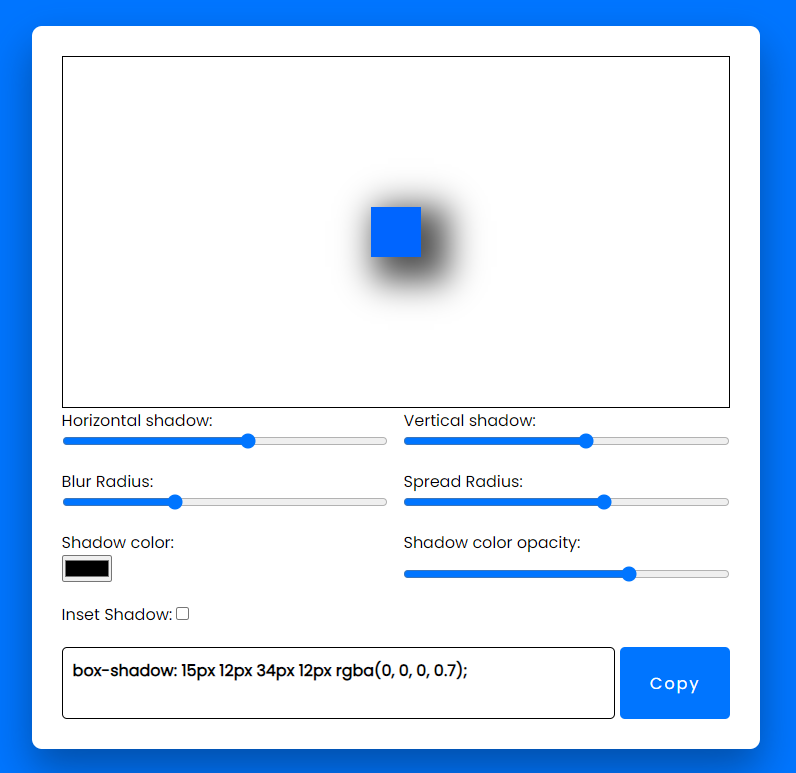 Horizontal shadow: Vertical shadow:
Blur Radius: Spread Radius:
Shadow color: Shadow color opacity:
Inset Shadow:
box-shadow: 15px 12px 34px 12px rgba(0, 0, 0, 0.7);
Copy